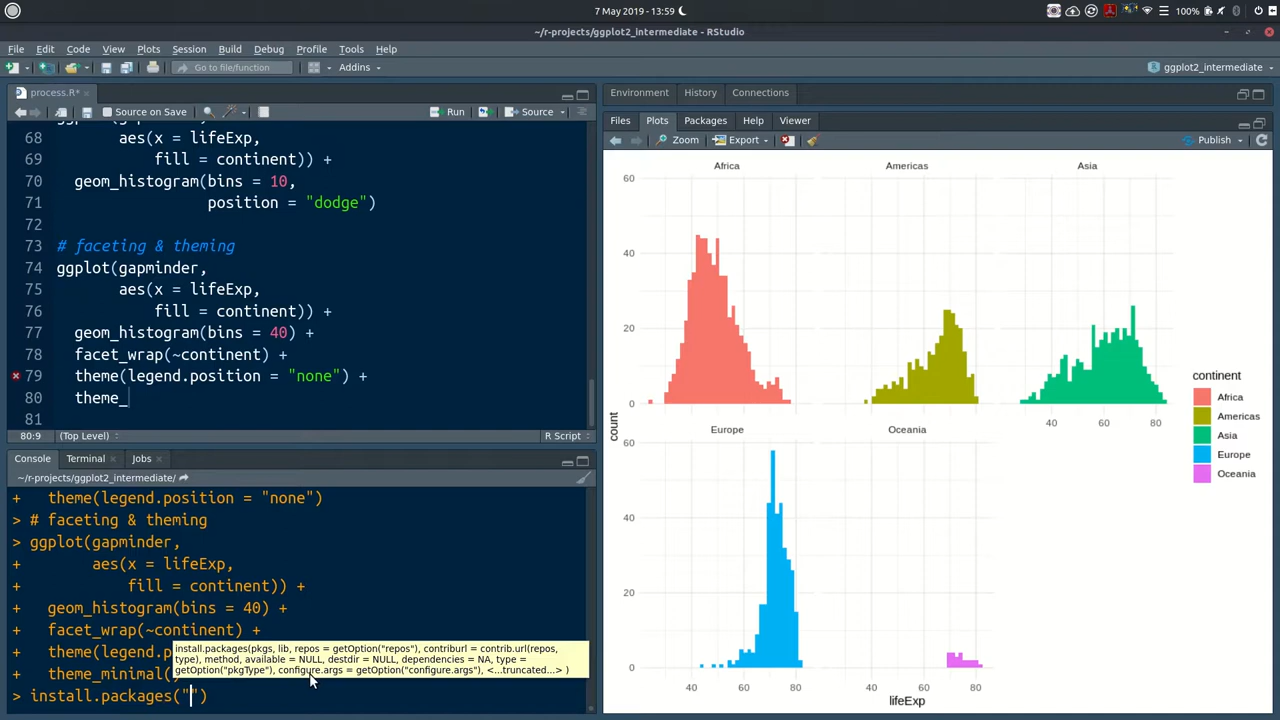 7 May 2019 - 13:59
100%
~/r-projects/ggplot2_intermediate - RStudio
File Edit Code View Plots Session Build Debug Profile Tools Help
Go to file/function Addins ggplot2_intermediate
process.R*
Source on Save Run Source
68 aes(x = lifeExp,
69 fill = continent)) +
70 geom_histogram(bins = 10,
71 position = "dodge")
72
73 # faceting & theming
74 ggplot(gapminder,
75 aes(x = lifeExp,
76 fill = continent)) +
77 geom_histogram(bins = 40) +
78 facet_wrap(~continent) +
79 theme(legend.position = "none") +
80 theme_
81
80:9 (Top Level) R Script
Console Terminal Jobs
~/r-projects/ggplot2_intermediate/
+ theme(legend.position = "none")
> # faceting & theming
> ggplot(gapminder,
+ aes(x = lifeExp,
+ fill = continent)) +
+ geom_histogram(bins = 40) +
+ facet_wrap(~continent) +
+ theme(legend.p
+ theme_minimal(
> install.packages("")
install.packages(pkgs, lib, repos = getOption("repos"), contriburl = contrib.url(repos,
type), method, available = NULL, destdir = NULL, dependencies = NA, type =
getOption("pkgType"), configure.args = getOption("configure.args"), <...truncated...> )
Environment History Connections
Files Plots Packages Help Viewer
Zoom Export Publish
Africa Americas Asia
60
40
20
0
40 60 80
Europe Oceania
60
40
20
0
40 60 80 40 60 80
count
lifeExp
continent
Africa
Americas
Asia
Europe
Oceania